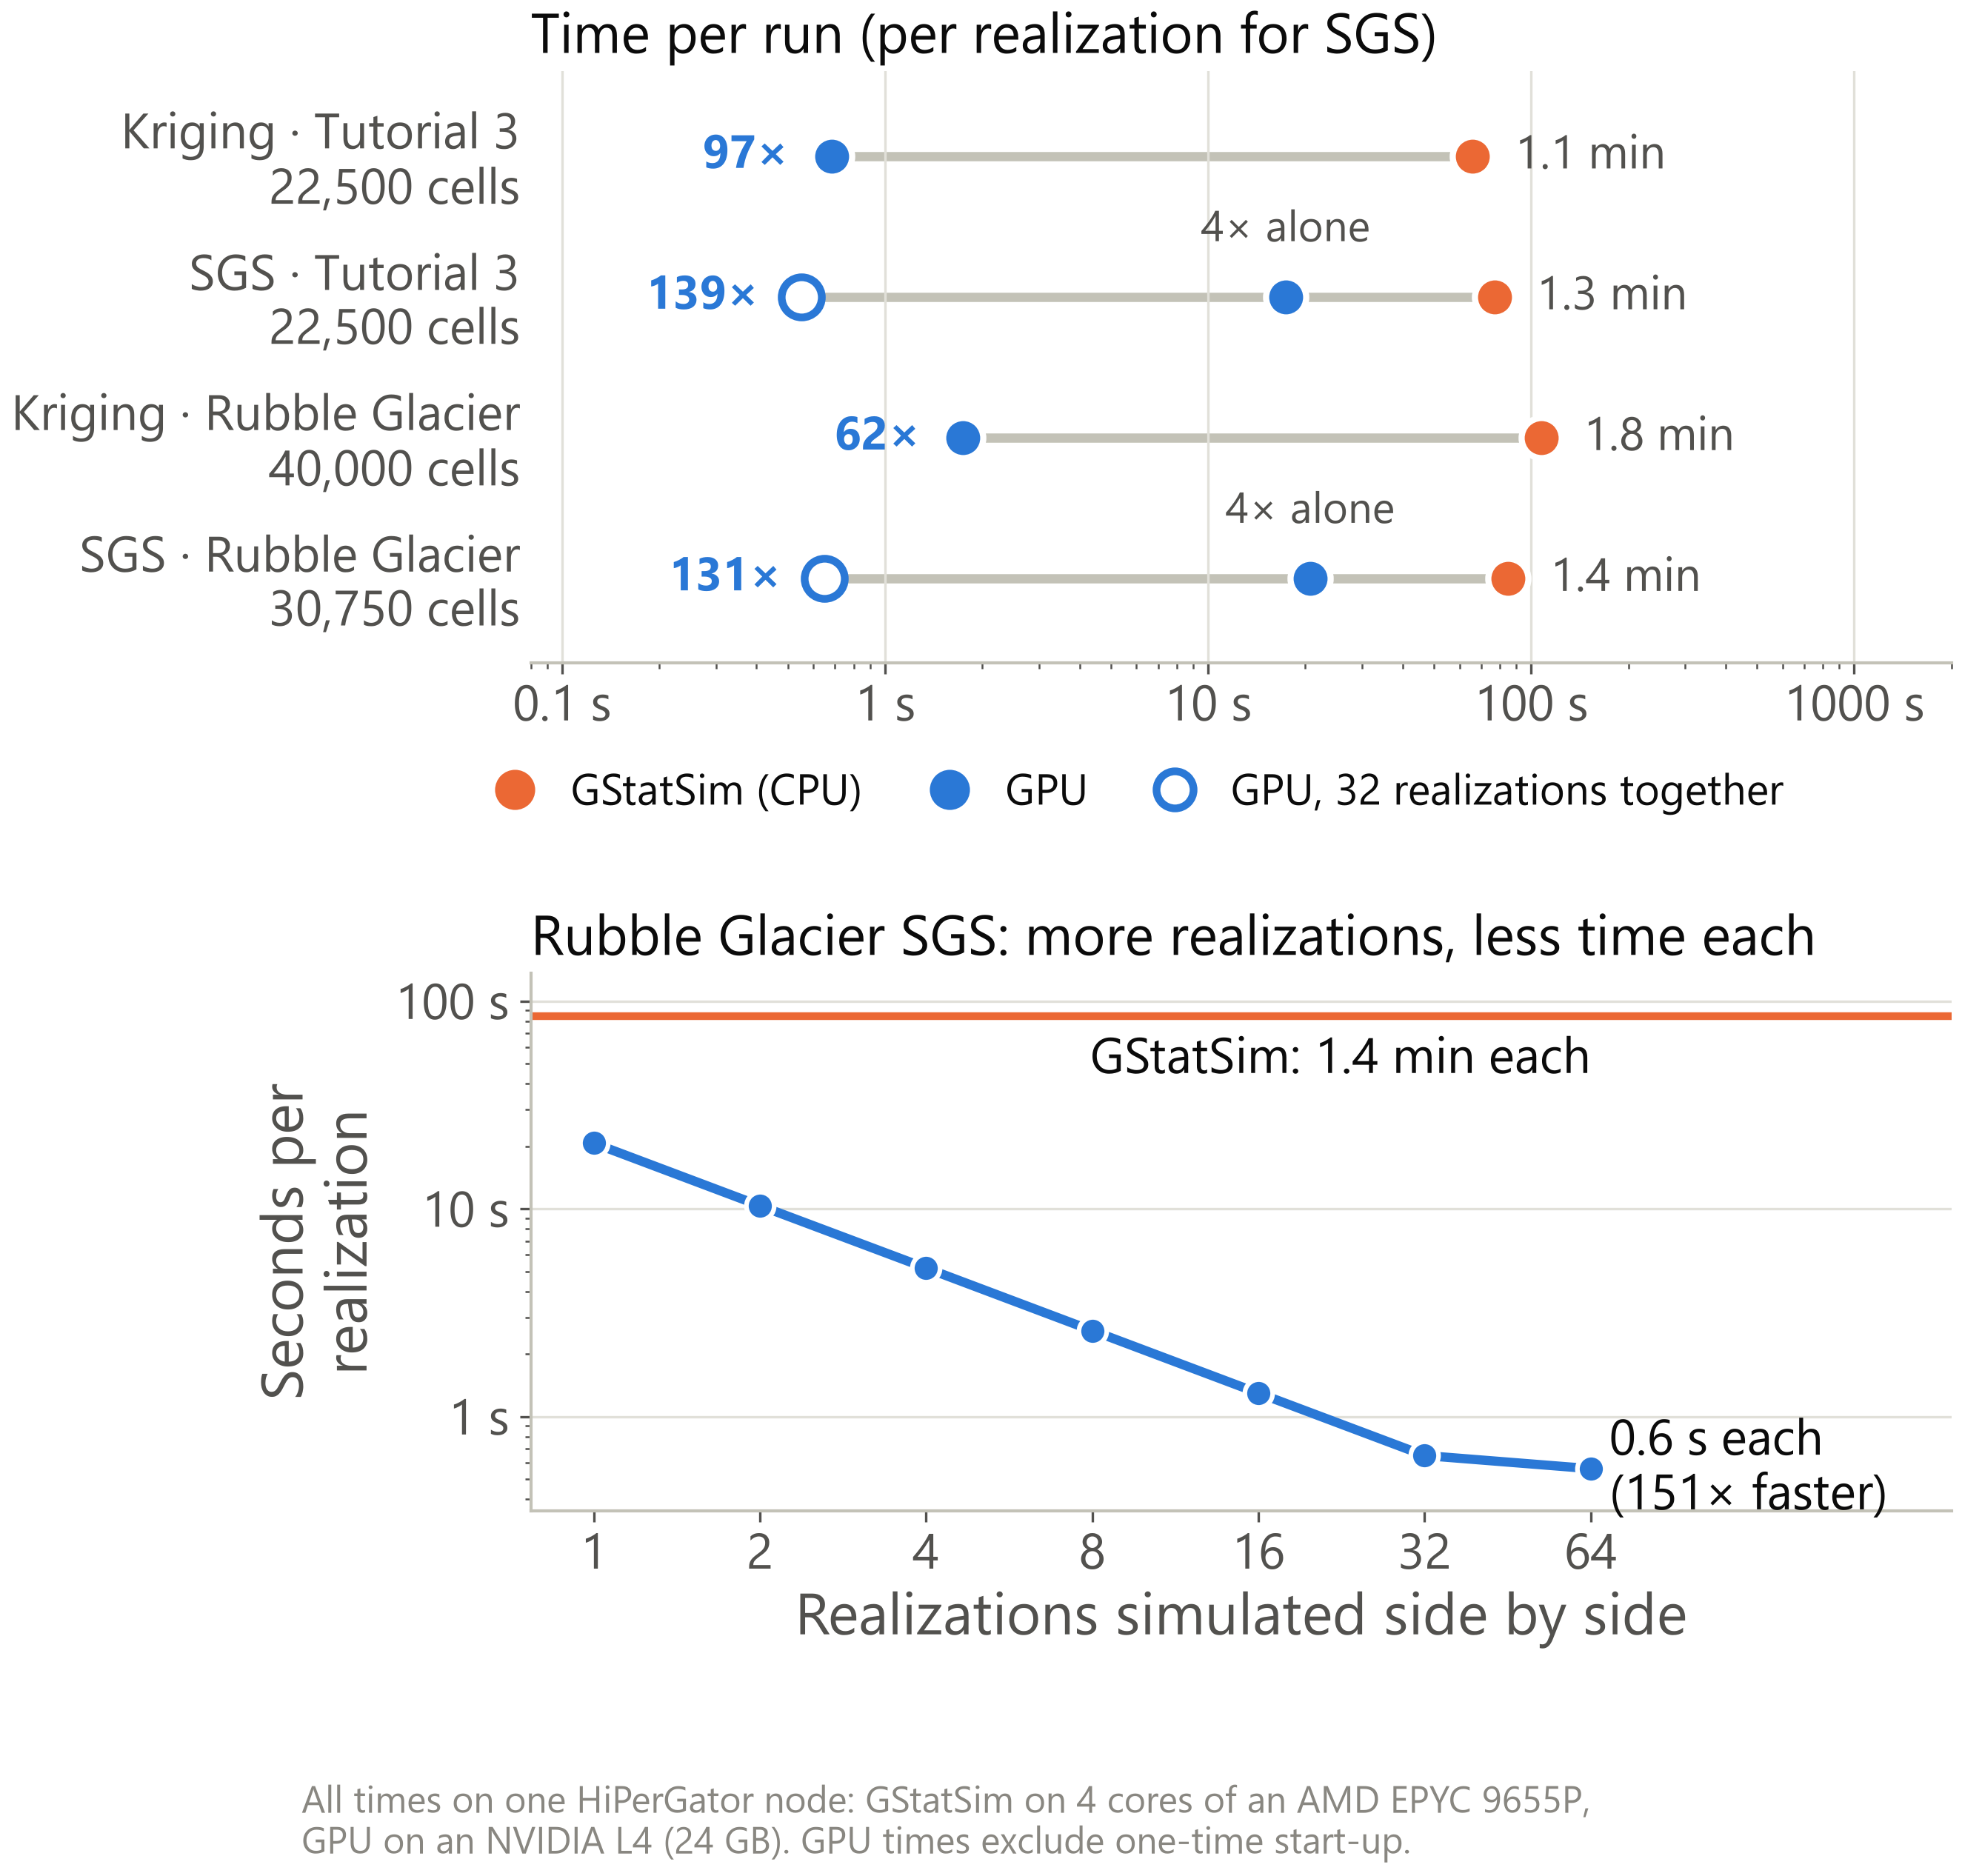 Time per run (per realization for SGS)
Kriging · Tutorial 3
22,500 cells
97×
1.1 min
4× alone
SGS · Tutorial 3
22,500 cells
139×
1.3 min
Kriging · Rubble Glacier
40,000 cells
62×
1.8 min
4× alone
SGS · Rubble Glacier
30,750 cells
131×
1.4 min
0.1 s 1 s 10 s 100 s 1000 s
GStatSim (CPU) GPU GPU, 32 realizations together
Rubble Glacier SGS: more realizations, less time each
Seconds per
realization
100 s
10 s
1 s
GStatSim: 1.4 min each
0.6 s each
(151× faster)
1 2 4 8 16 32 64
Realizations simulated side by side
All times on one HiPerGator node: GStatSim on 4 cores of an AMD EPYC 9655P,
GPU on an NVIDIA L4 (24 GB). GPU times exclude one-time start-up.